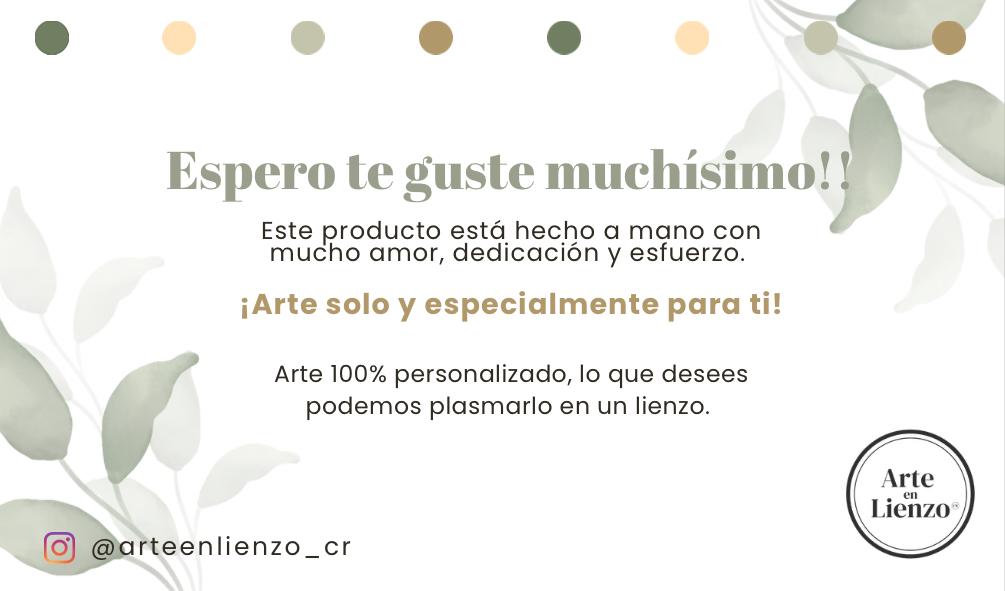 Espero te guste muchísimo!!
Este producto está hecho a mano con
mucho amor, dedicación y esfuerzo.
¡Arte solo y especialmente para ti!
Arte 100% personalizado, lo que desees
podemos plasmarlo en un lienzo.
Arte
en
Lienzo
@arteenlienzo_cr